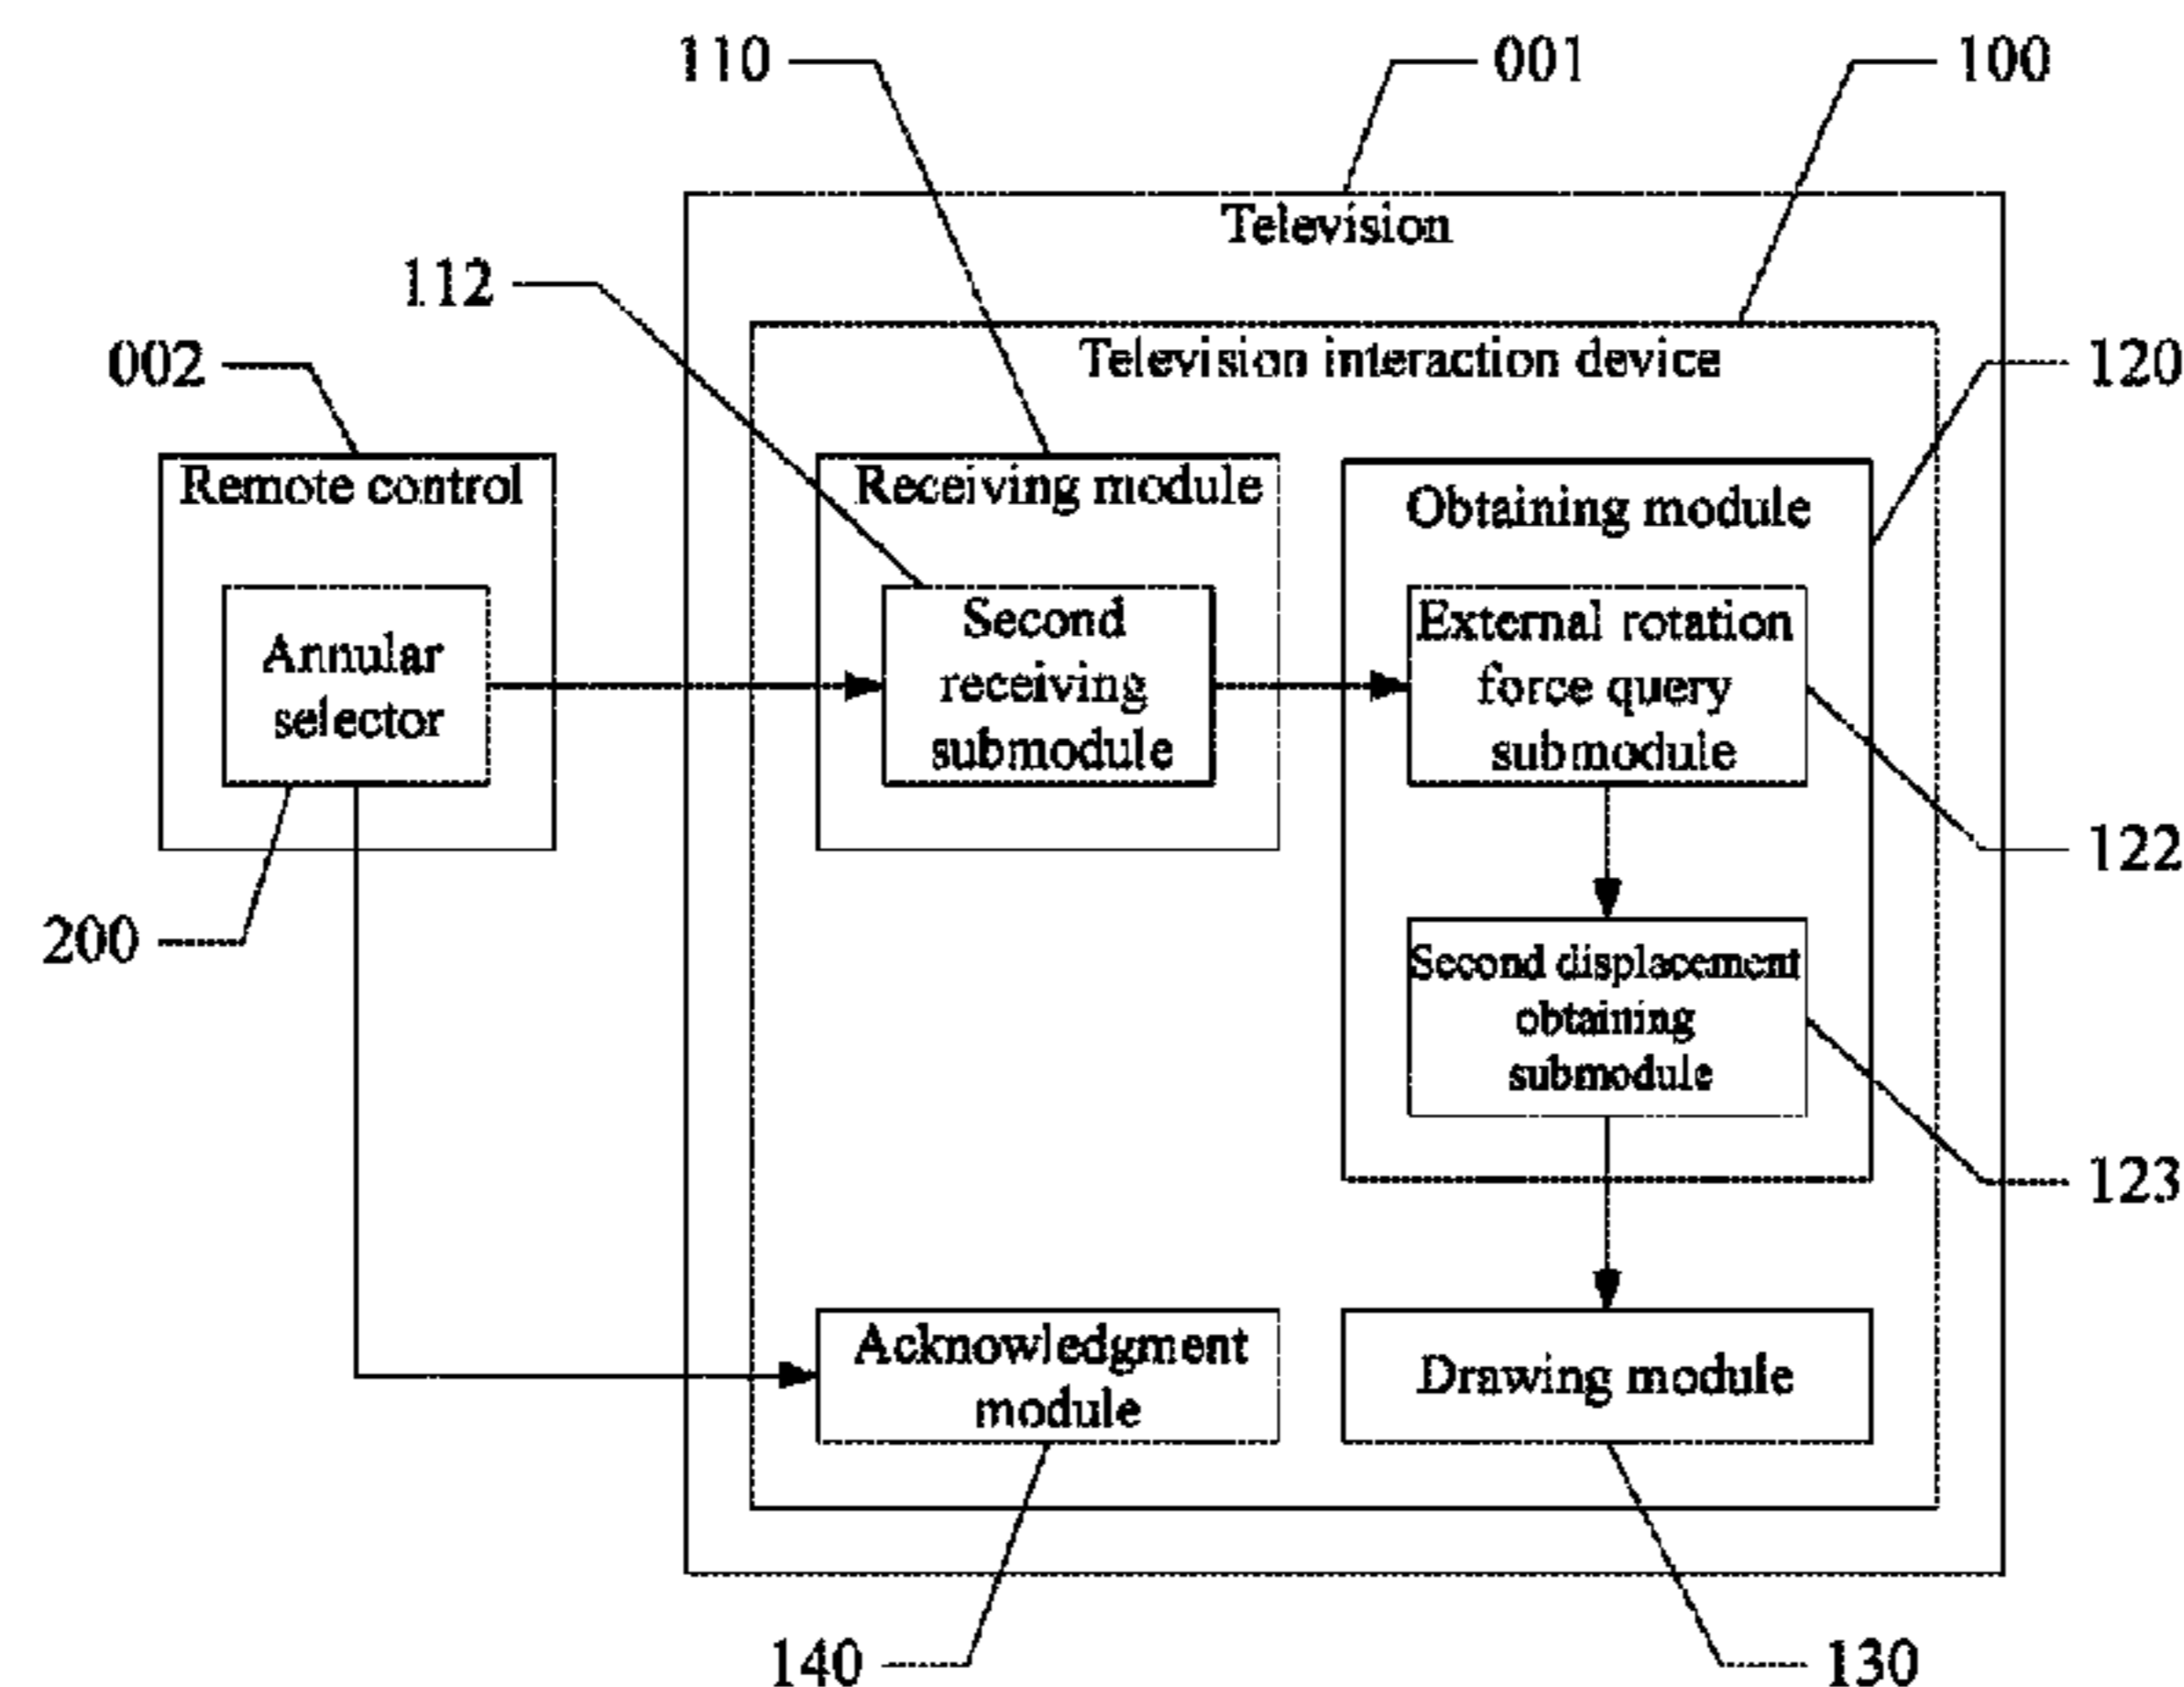 110
001
100
Television
112
Television interaction device
002
120
Remote control
Receiving module
Obtaining module
Annular
selector
Second
receiving
submodule
External rotation
force query
submodule
122
200
Second displacement
obtaining
submodule
123
Acknowledgment
module
Drawing module
140
130